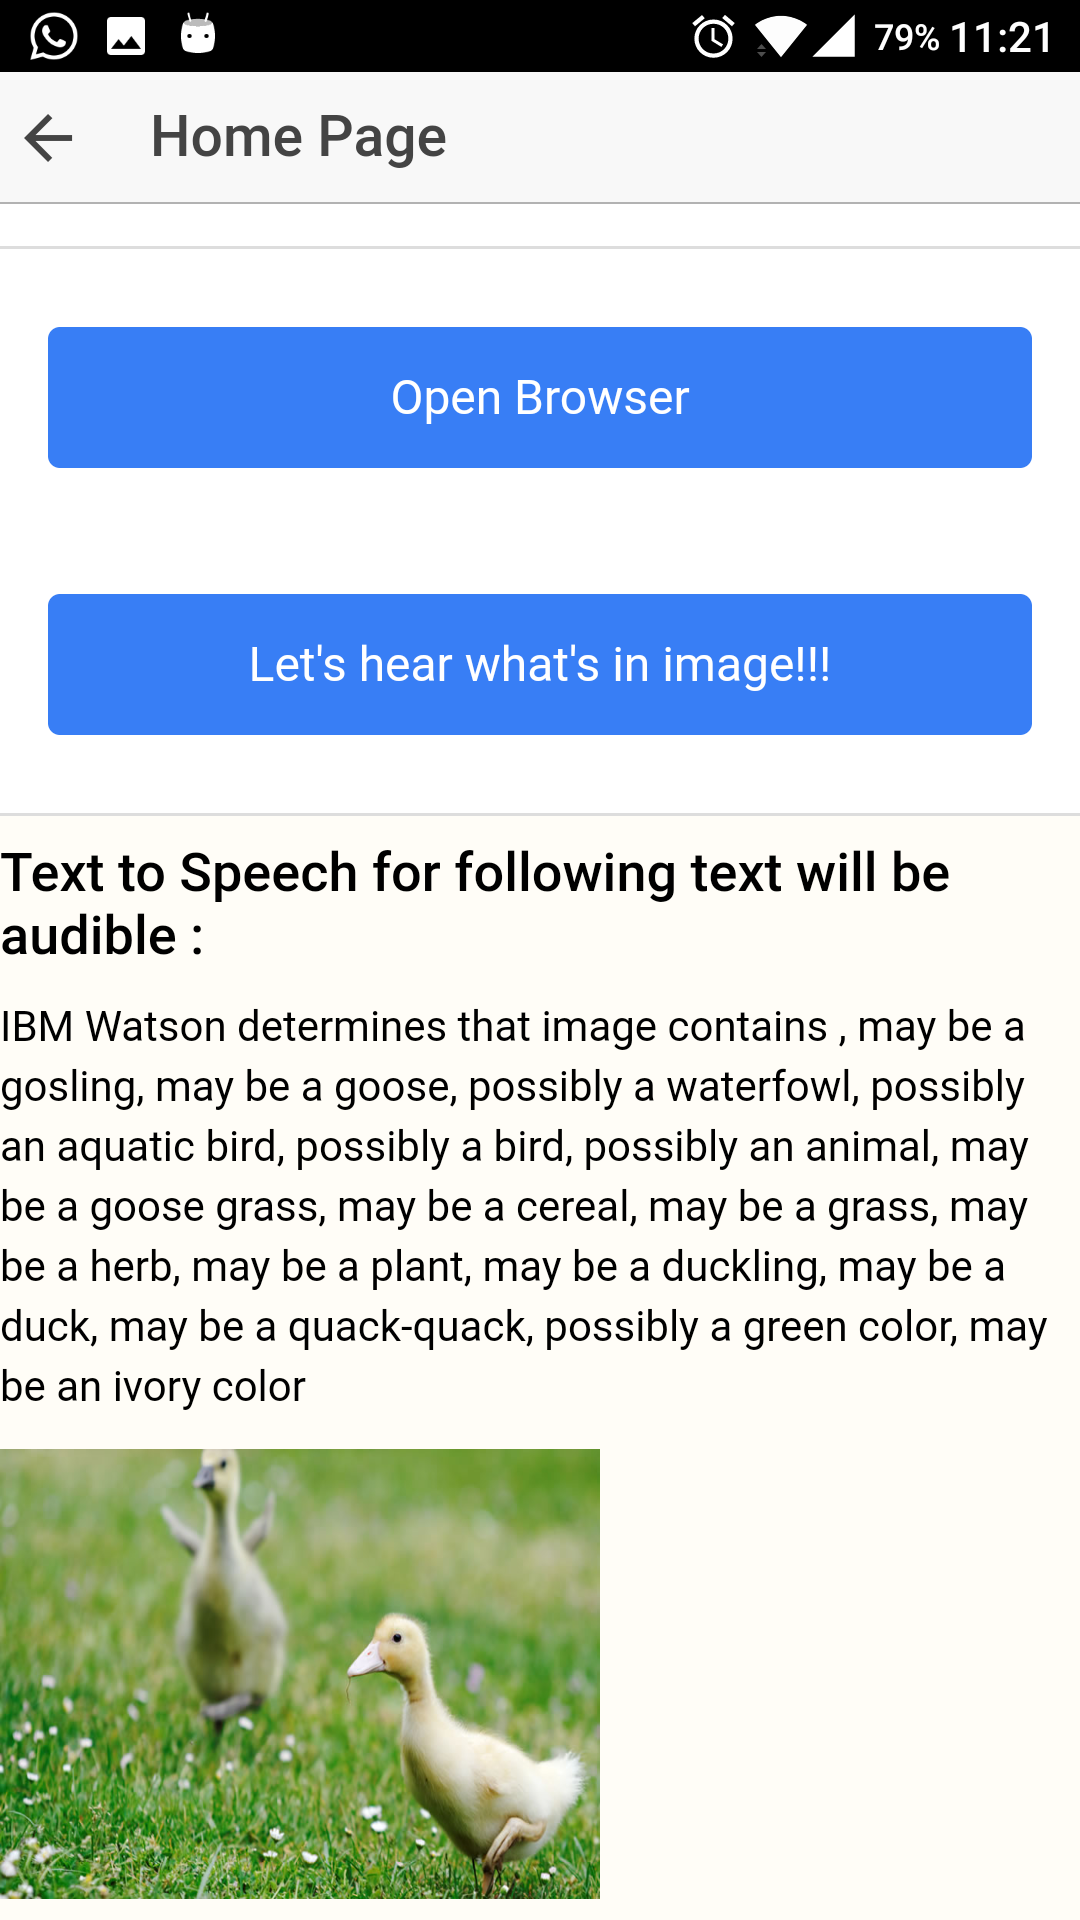 79% 11:21
Home Page
Open Browser
Let's hear what's in image!!!
Text to Speech for following text will be
audible :
IBM Watson determines that image contains , may be a
gosling, may be a goose, possibly a waterfowl, possibly
an aquatic bird, possibly a bird, possibly an animal, may
be a goose grass, may be a cereal, may be a grass, may
be a herb, may be a plant, may be a duckling, may be a
duck, may be a quack-quack, possibly a green color, may
be an ivory color